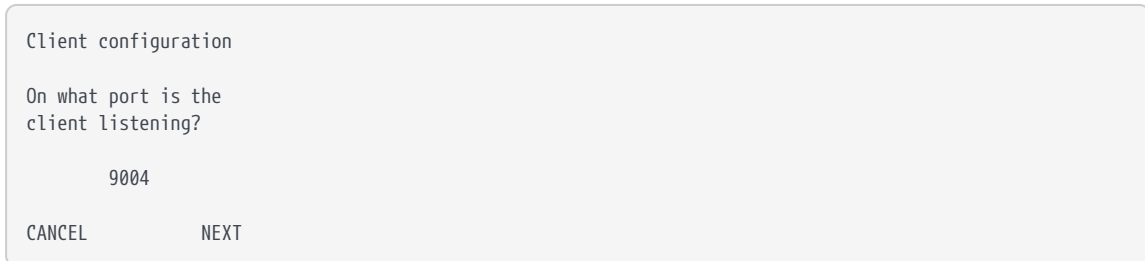 Client configuration
On what port is the
client listening?
9004
CANCEL NEXT